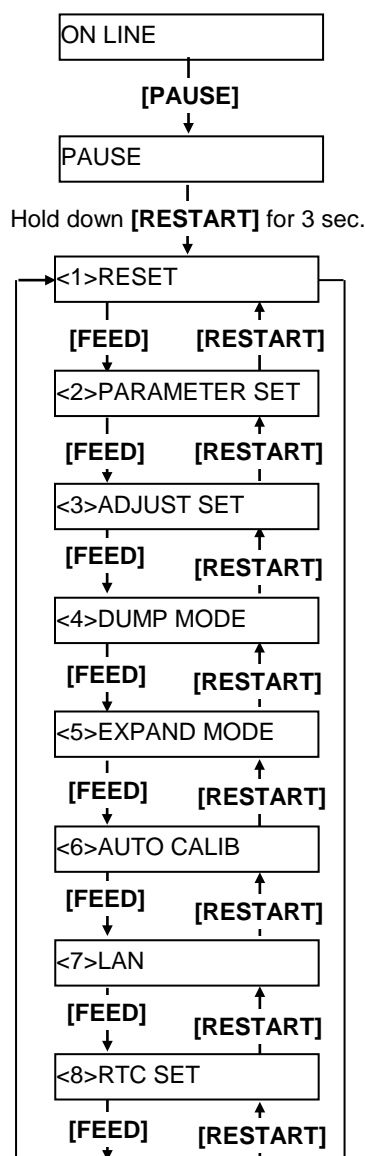 ON LINE
[PAUSE]
PAUSE
Hold down [RESTART] for 3 sec.
<1>RESET
[FEED] [RESTART]
<2>PARAMETER SET
[FEED] [RESTART]
<3>ADJUST SET
[FEED] [RESTART]
<4>DUMP MODE
[FEED] [RESTART]
<5>EXPAND MODE
[FEED] [RESTART]
<6>AUTO CALIB
[FEED] [RESTART]
<7>LAN
[FEED] [RESTART]
<8>RTC SET
[FEED] [RESTART]